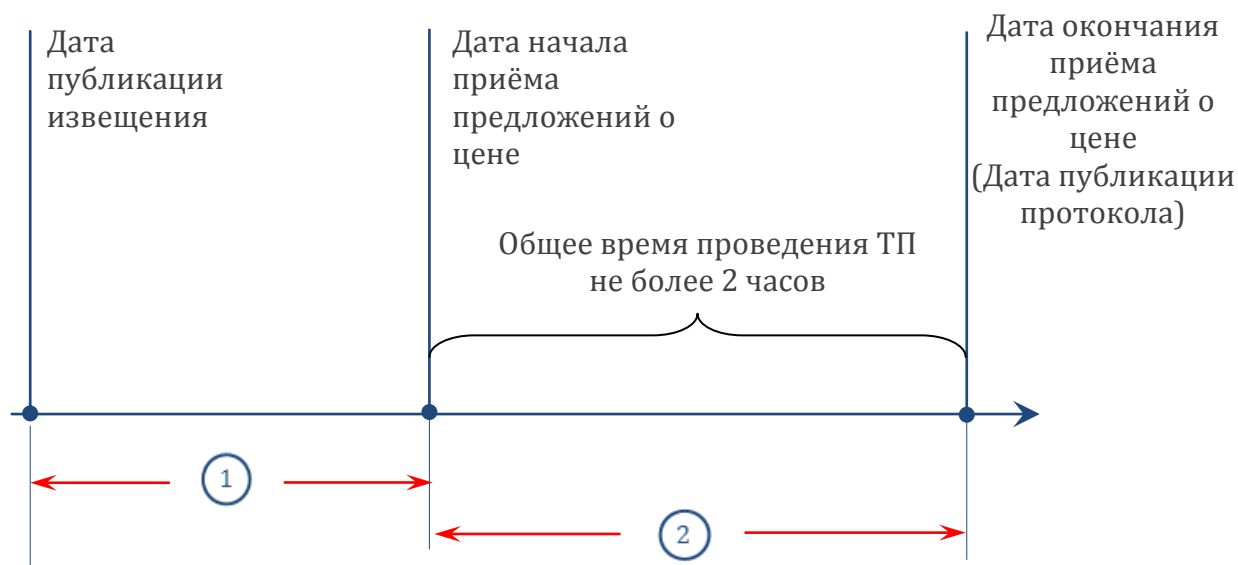 Дата
публикации
извещения
Дата начала
приёма
предложений о
цене
Дата окончания
приёма
предложений о
цене
(Дата публикации
протокола)
Общее время проведения ТП
не более 2 часов
1
2